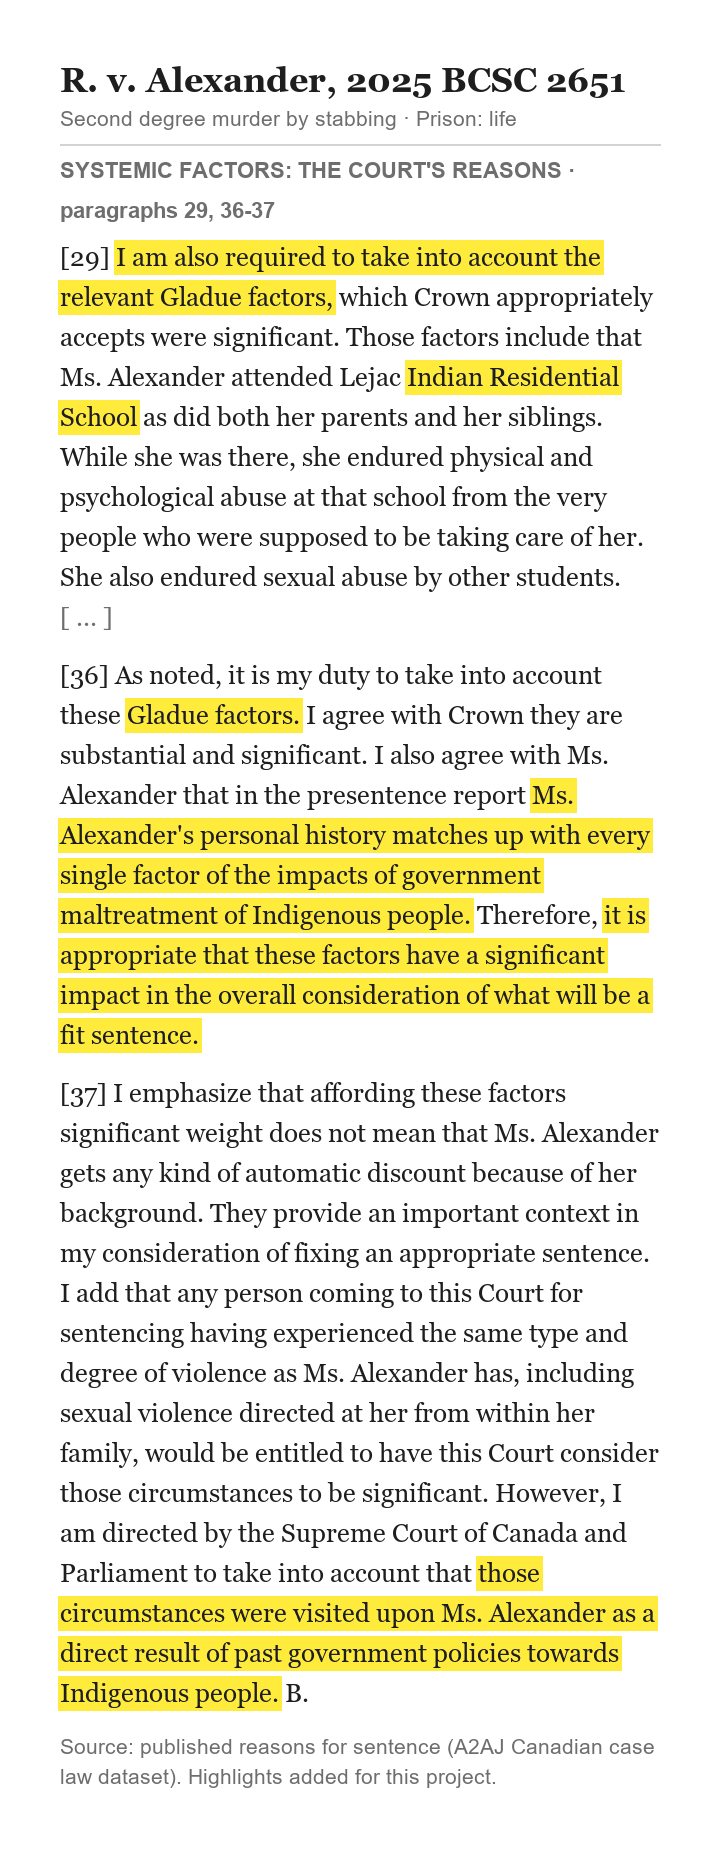 R. v. Alexander, 2025 BCSC 2651
Second degree murder by stabbing · Prison: life
SYSTEMIC FACTORS: THE COURT'S REASONS ·
paragraphs 29, 36-37
[29] I am also required to take into account the
relevant Gladue factors, which Crown appropriately
accepts were significant. Those factors include that
Ms. Alexander attended Lejac Indian Residential
School as did both her parents and her siblings.
While she was there, she endured physical and
psychological abuse at that school from the very
people who were supposed to be taking care of her.
She also endured sexual abuse by other students.
[ ... ]
[36] As noted, it is my duty to take into account
these Gladue factors. I agree with Crown they are
substantial and significant. I also agree with Ms.
Alexander that in the presentence report Ms.
Alexander's personal history matches up with every
single factor of the impacts of government
maltreatment of Indigenous people. Therefore, it is
appropriate that these factors have a significant
impact in the overall consideration of what will be a
fit sentence.
[37] I emphasize that affording these factors
significant weight does not mean that Ms. Alexander
gets any kind of automatic discount because of her
background. They provide an important context in
my consideration of fixing an appropriate sentence.
I add that any person coming to this Court for
sentencing having experienced the same type and
degree of violence as Ms. Alexander has, including
sexual violence directed at her from within her
family, would be entitled to have this Court consider
those circumstances to be significant. However, I
am directed by the Supreme Court of Canada and
Parliament to take into account that those
circumstances were visited upon Ms. Alexander as a
direct result of past government policies towards
Indigenous people. B.
Source: published reasons for sentence (A2AJ Canadian case
law dataset). Highlights added for this project.